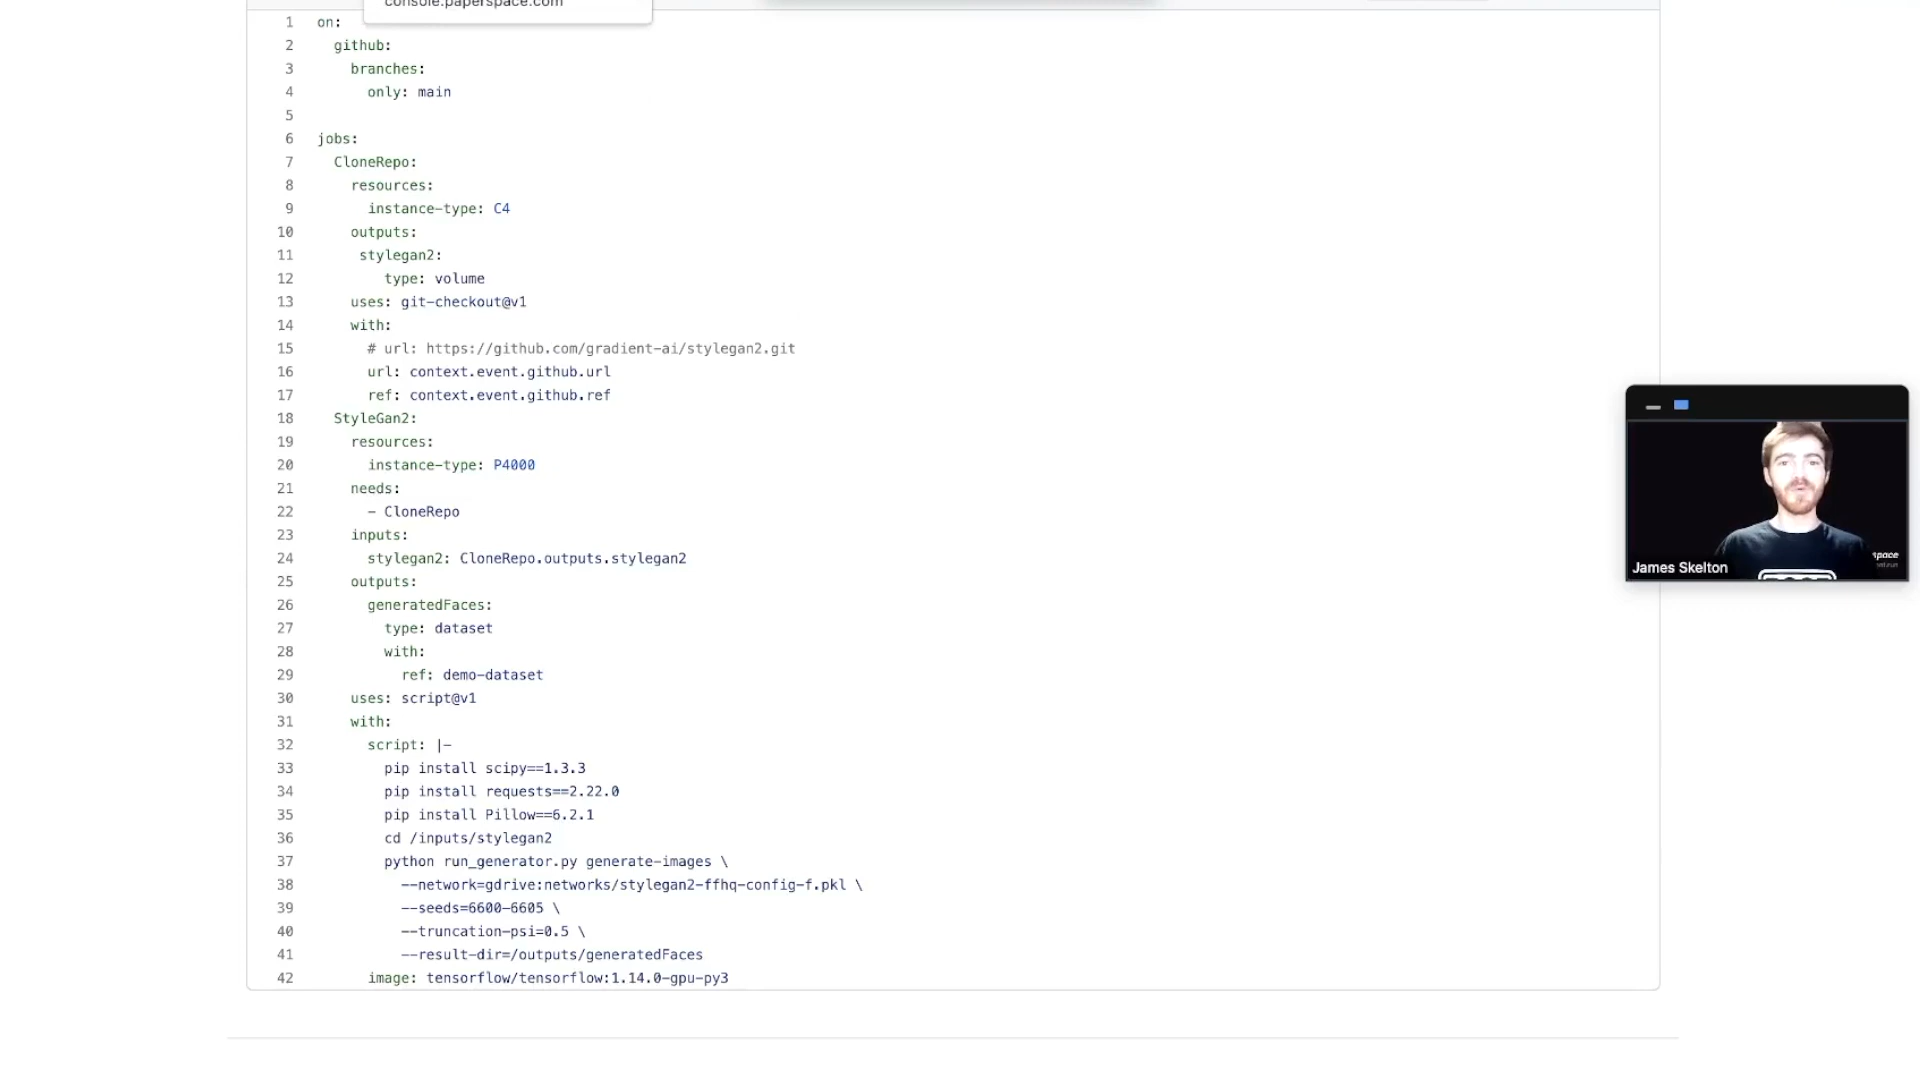 console.paperspace.com
1 on:
2 github:
3 branches:
4 only: main
5
6 jobs:
7 CloneRepo:
8 resources:
9 instance-type: C4
10 outputs:
11 stylegan2:
12 type: volume
13 uses: git-checkout@v1
14 with:
15 # url: https://github.com/gradient-ai/stylegan2.git
16 url: context.event.github.url
17 ref: context.event.github.ref
18 StyleGan2:
19 resources:
20 instance-type: P4000
21 needs:
22 - CloneRepo
23 inputs:
24 stylegan2: CloneRepo.outputs.stylegan2
25 outputs:
26 generatedFaces:
27 type: dataset
28 with:
29 ref: demo-dataset
30 uses: script@v1
31 with:
32 script: |-
33 pip install scipy==1.3.3
34 pip install requests==2.22.0
35 pip install Pillow==6.2.1
36 cd /inputs/stylegan2
37 python run_generator.py generate-images \
38 --network=gdrive:networks/stylegan2-ffhq-config-f.pkl \
39 --seeds=6600-6605 \
40 --truncation-psi=0.5 \
41 --result-dir=/outputs/generatedFaces
42 image: tensorflow/tensorflow:1.14.0-gpu-py3
James Skelton